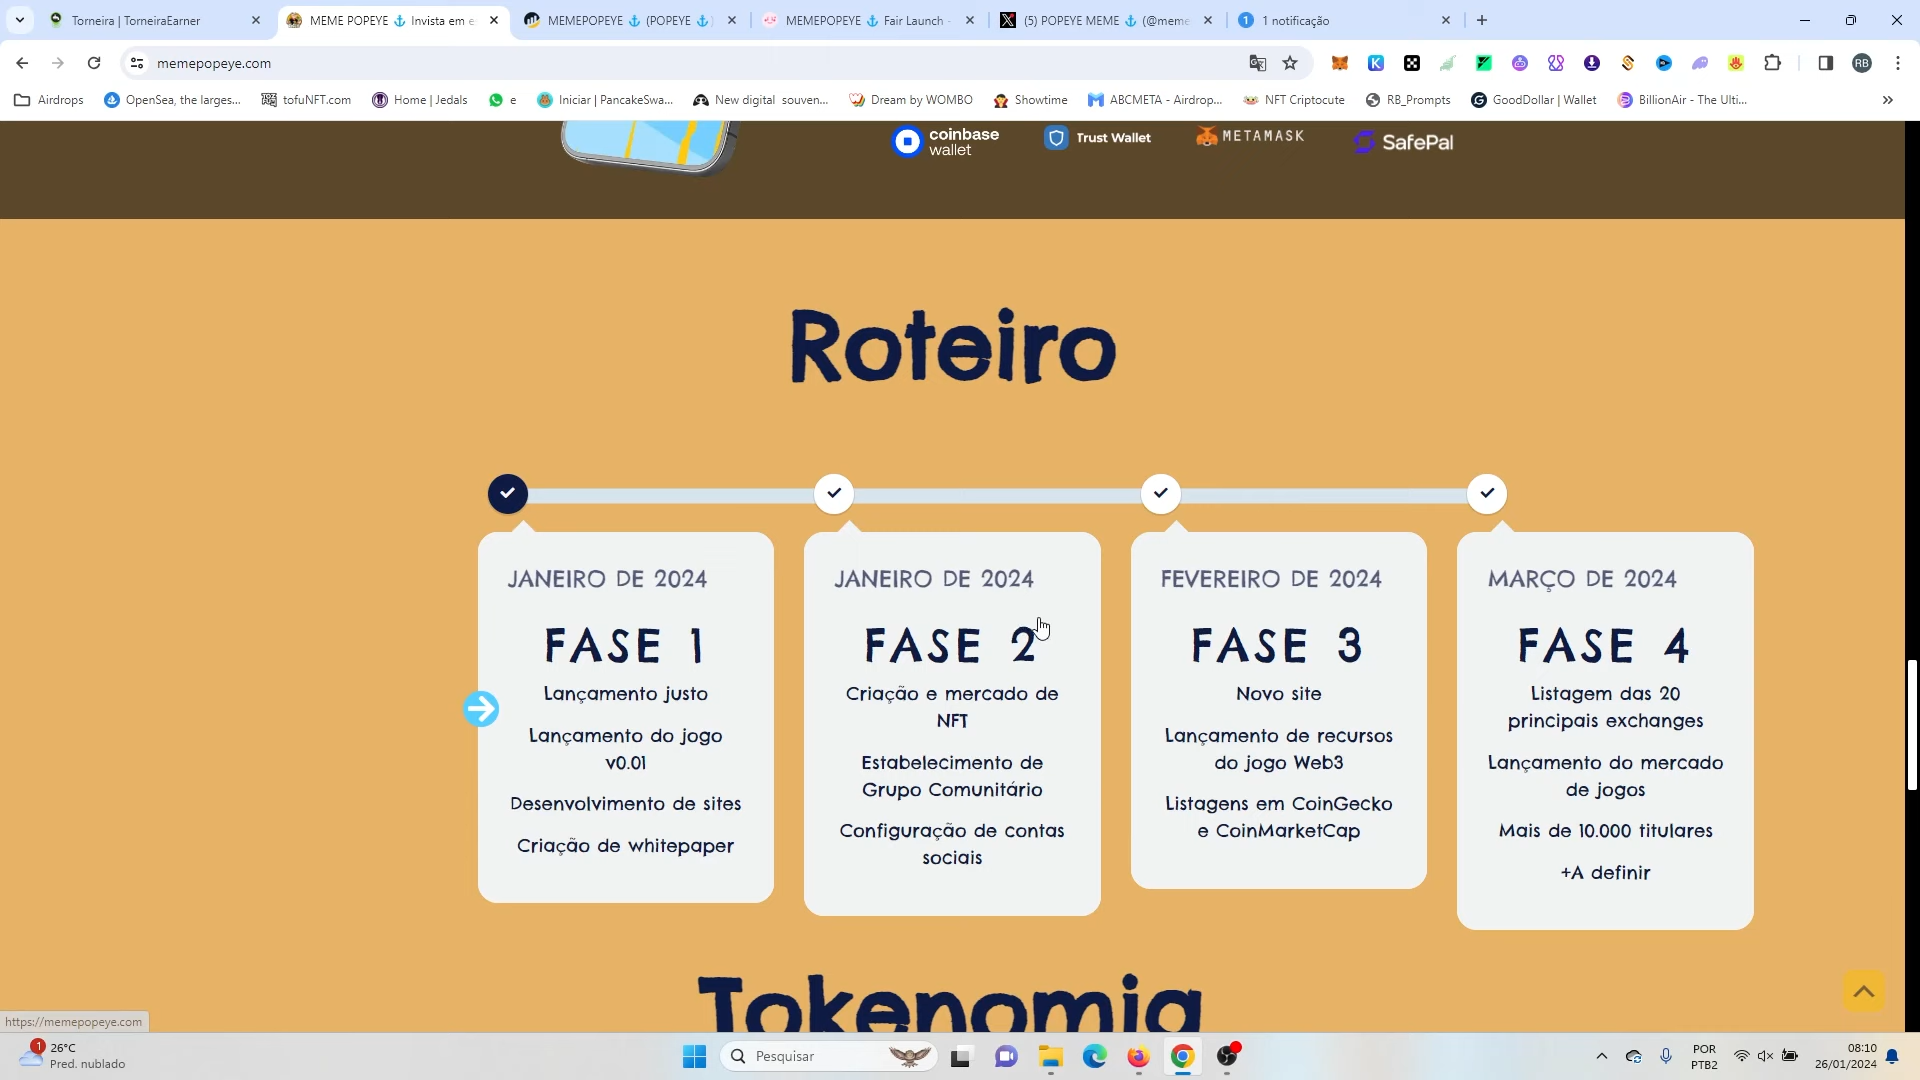 Torneira | TorneiraEarner
MEME POPEYE ⚓ Invista em e
MEMEPOPEYE ⚓ (POPEYE ⚓
MEMEPOPEYE ⚓ Fair Launch
(5) POPEYE MEME ⚓ (@meme
1 notificação
memepopeye.com
RB
Airdrops
OpenSea, the larges...
tofuNFT.com
Home | Jedals
e
Iniciar | PancakeSwa...
New digital souven...
Dream by WOMBO
Showtime
ABCMETA - Airdrop...
NFT Criptocute
RB_Prompts
GoodDollar | Wallet
BillionAir - The Ulti...
coinbase
wallet
Trust Wallet
METAMASK
SafePal
Roteiro
JANEIRO DE 2024
FASE 1
Lançamento justo
Lançamento do jogo
v0.01
Desenvolvimento de sites
Criação de whitepaper
JANEIRO DE 2024
FASE 2
Criação e mercado de
NFT
Estabelecimento de
Grupo Comunitário
Configuração de contas
sociais
FEVEREIRO DE 2024
FASE 3
Novo site
Lançamento de recursos
do jogo Web3
Listagens em CoinGecko
e CoinMarketCap
MARÇO DE 2024
FASE 4
Listagem das 20
principais exchanges
Lançamento do mercado
de jogos
Mais de 10.000 titulares
+A definir
Tokenomia
https://memepopeye.com
1
26°C
Pred. nublado
Pesquisar
POR
PTB2
08:10
26/01/2024